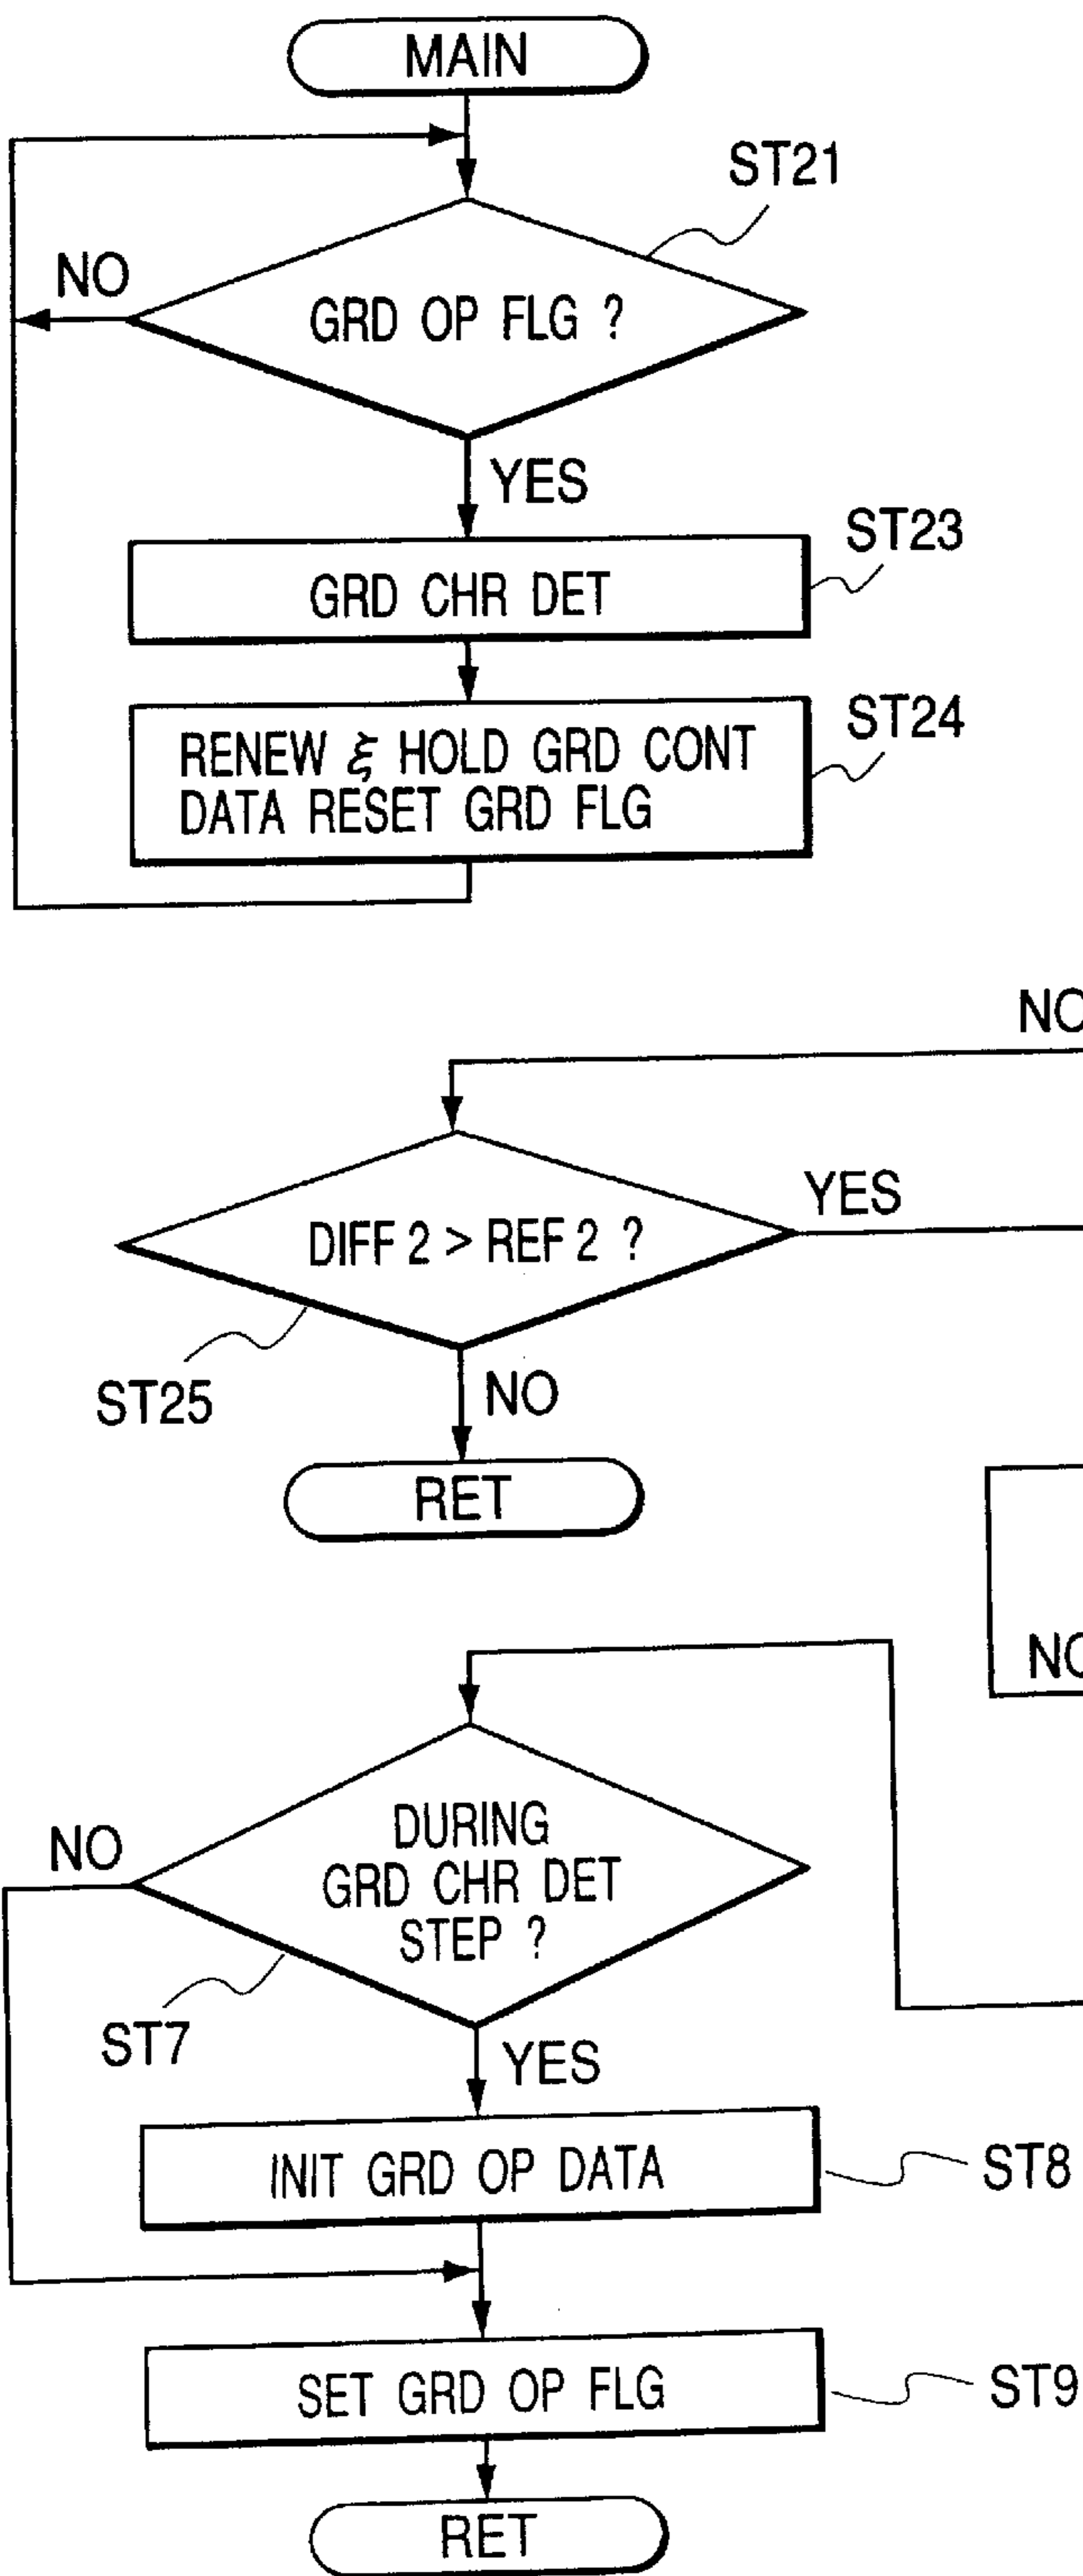 MAIN
ST21
NO
GRD OP FLG ?
YES
ST23
GRD CHR DET
ST24
RENEW ξ HOLD GRD CONT
DATA RESET GRD FLG
NO
YES
DIFF 2 > REF 2 ?
ST25
NO
RET
NO
DURING
NO
GRD CHR DET
STEP ?
ST7
YES
INIT GRD OP DATA
ST8
SET GRD OP FLG
ST9
RET